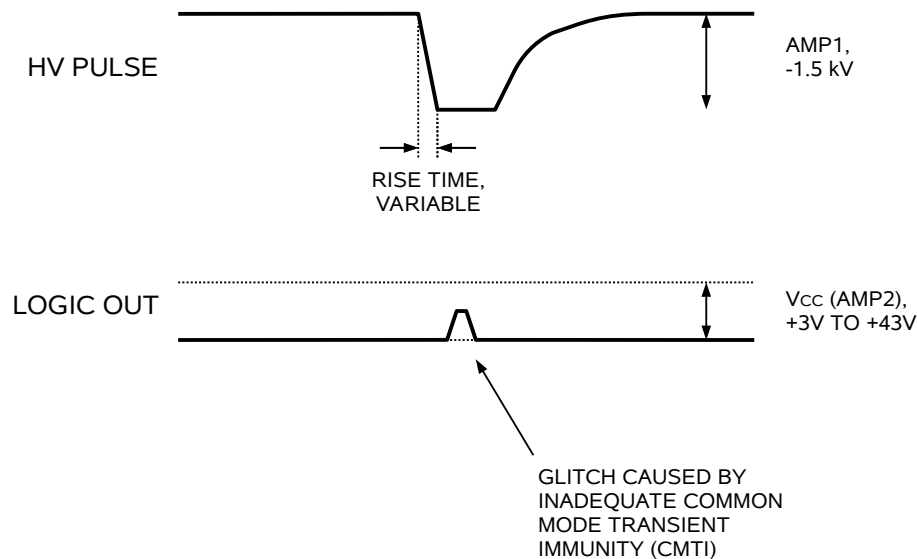 HV PULSE
AMP1,
-1.5 kV
RISE TIME,
VARIABLE
LOGIC OUT
VCC (AMP2),
+3V TO +43V
GLITCH CAUSED BY
INADEQUATE COMMON
MODE TRANSIENT
IMMUNITY (CMTI)